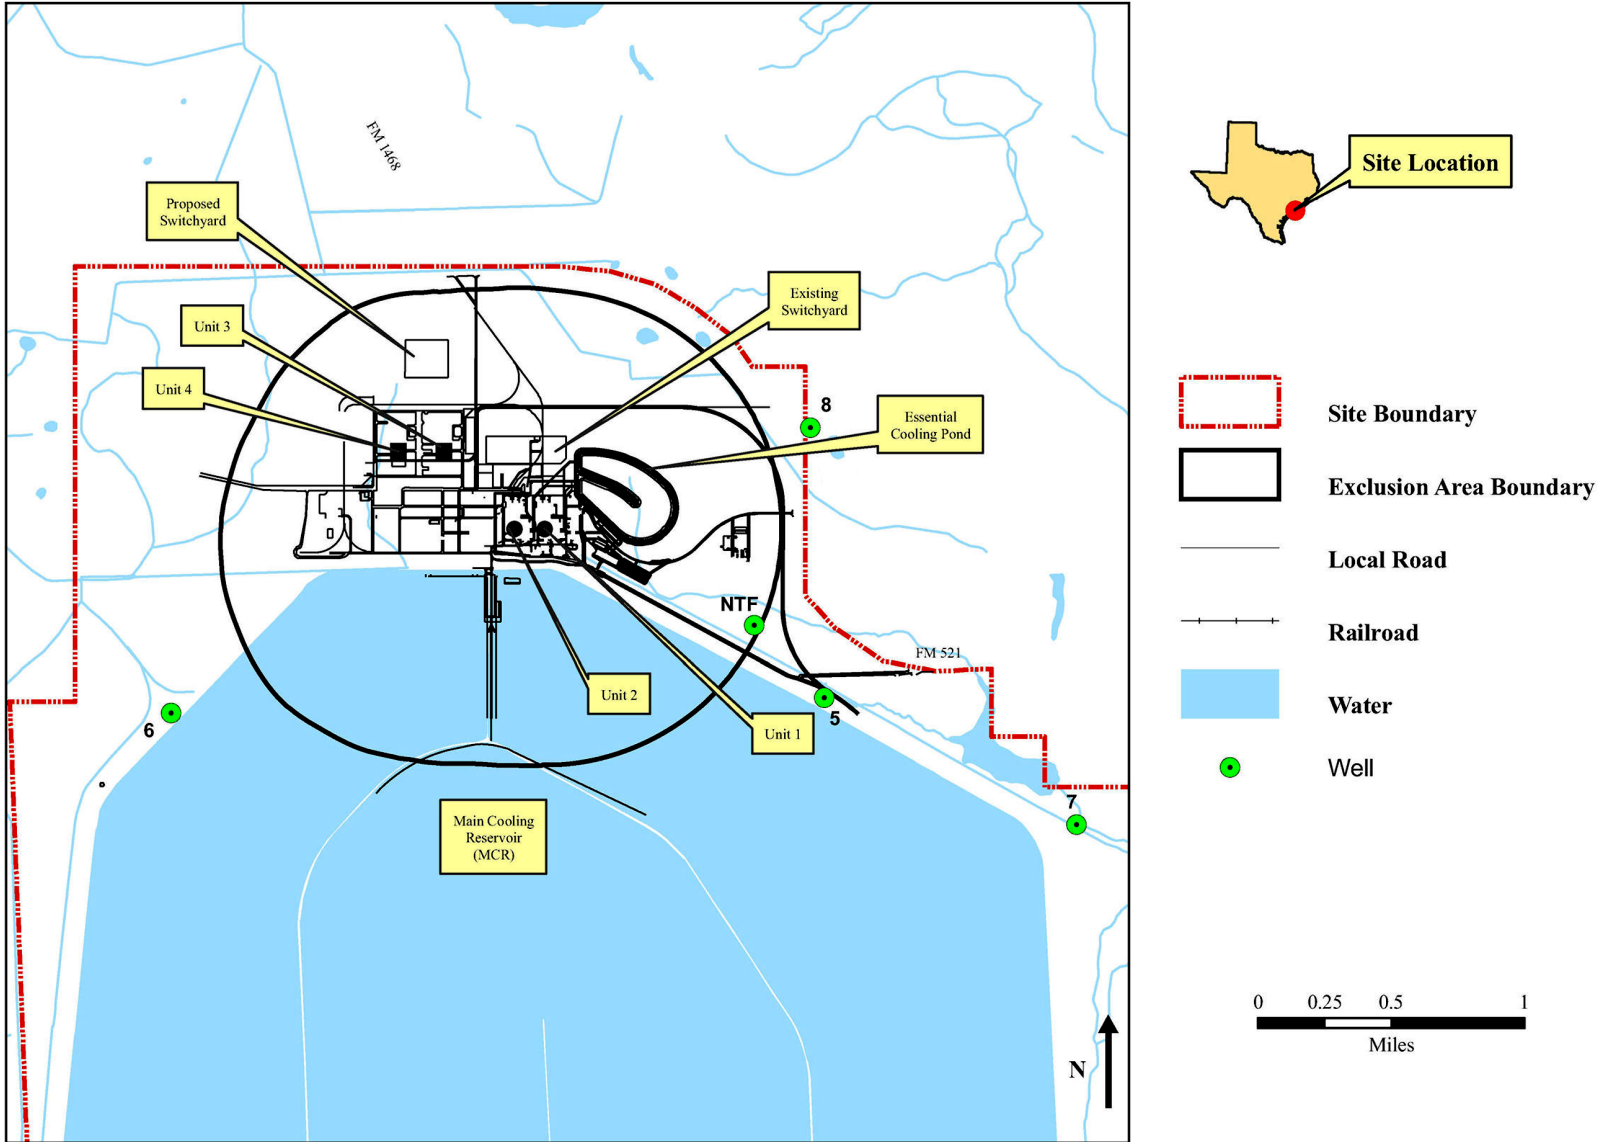 FM 1468
Proposed
Switchyard
Unit 3
Unit 4
Existing
Switchyard
8
Essential
Cooling Pond
NTF
FM 521
Unit 2
5
Unit 1
6
7
Main Cooling
Reservoir
(MCR)
N
Site Location
Site Boundary
Exclusion Area Boundary
Local Road
Railroad
Water
Well
0 0.25 0.5 1
Miles